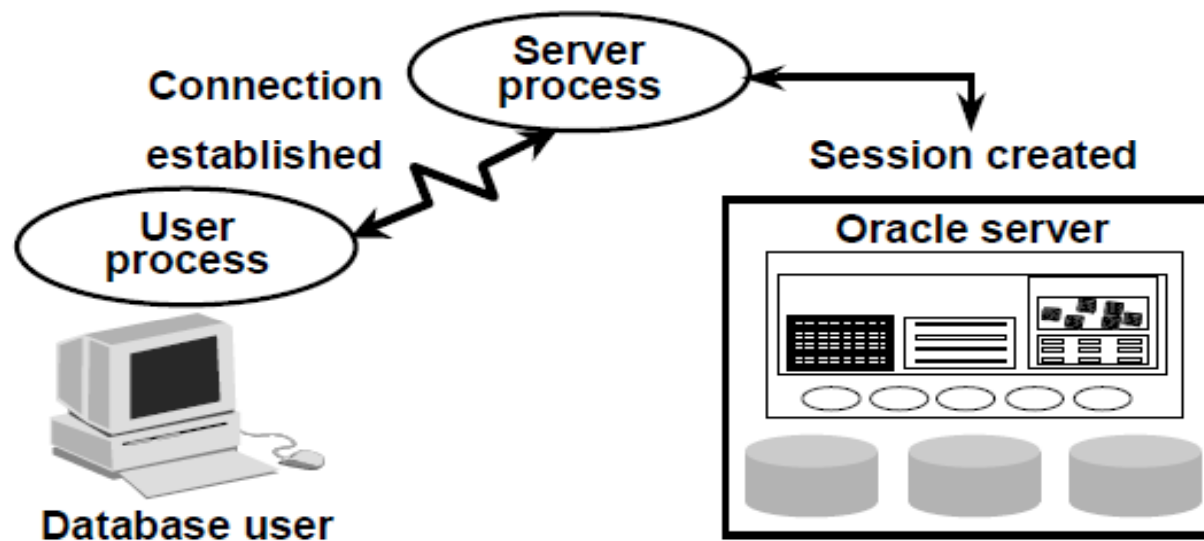 Server
process
Connection
established
User
process
Session created
Oracle server
Database user